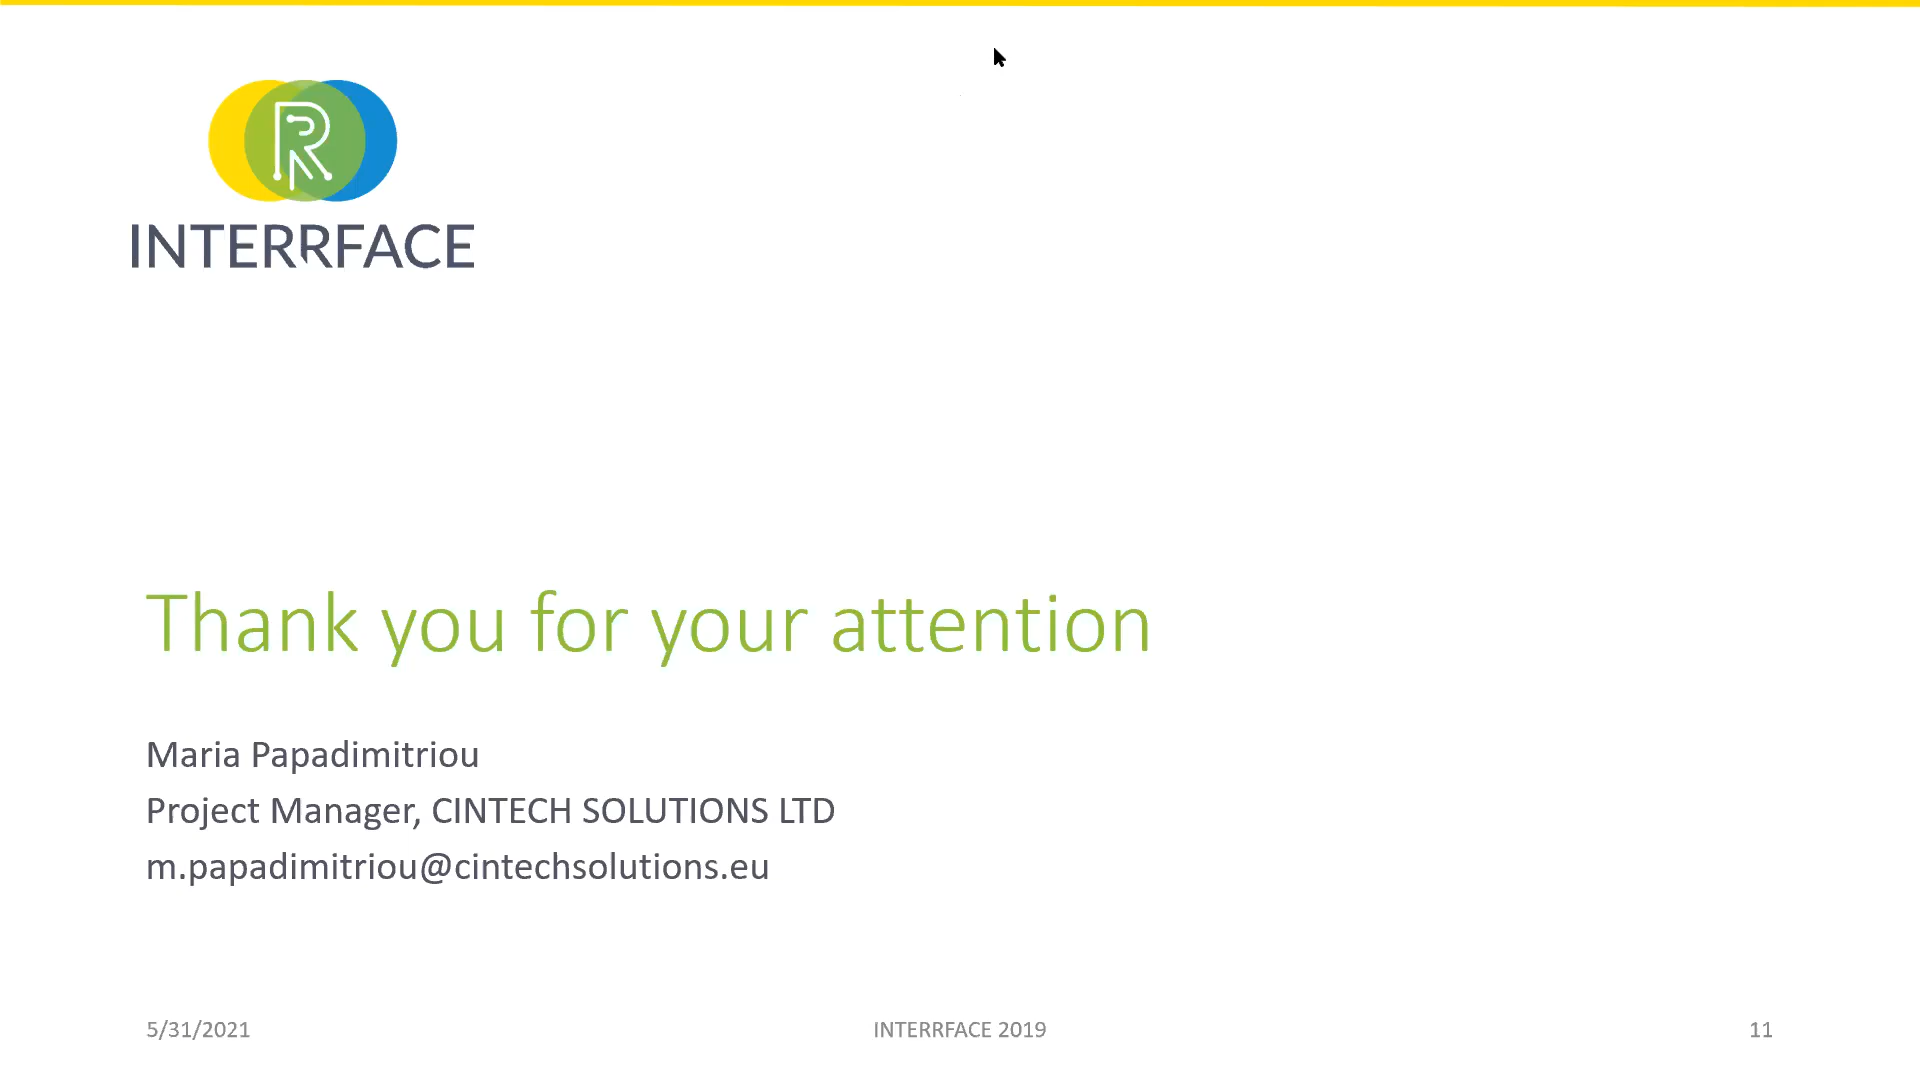 R
INTERRFACE
Thank you for your attention
Maria Papadimitriou
Project Manager, CINTECH SOLUTIONS LTD
m.papadimitriou@cintechsolutions.eu
5/31/2021
INTERRFACE 2019
11